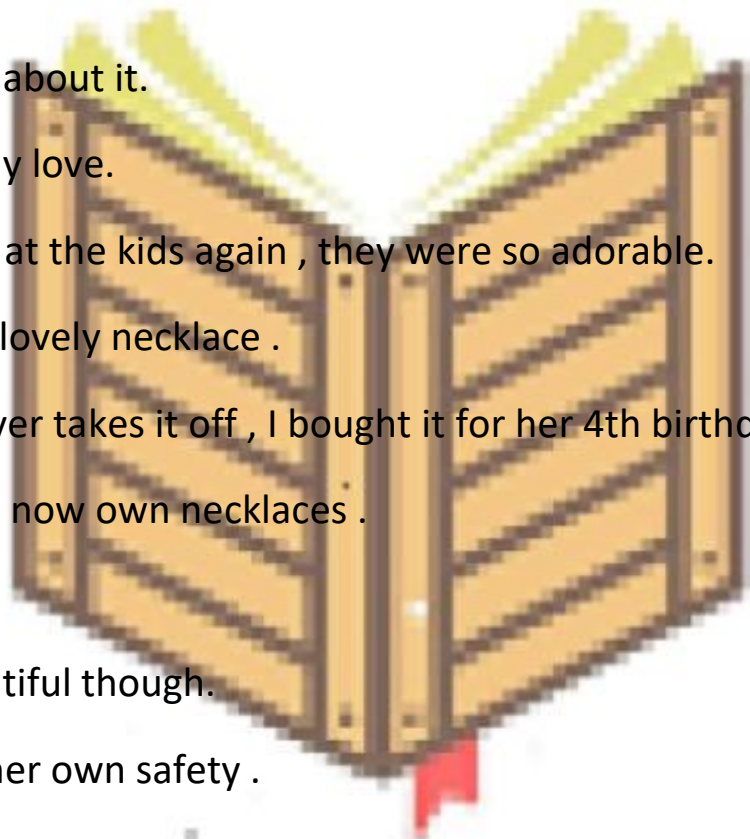 about it.
y love.
at the kids again , they were so adorable.
lovely necklace .
ver takes it off , I bought it for her 4th birthd
now own necklaces .
tiful though.
her own safety .